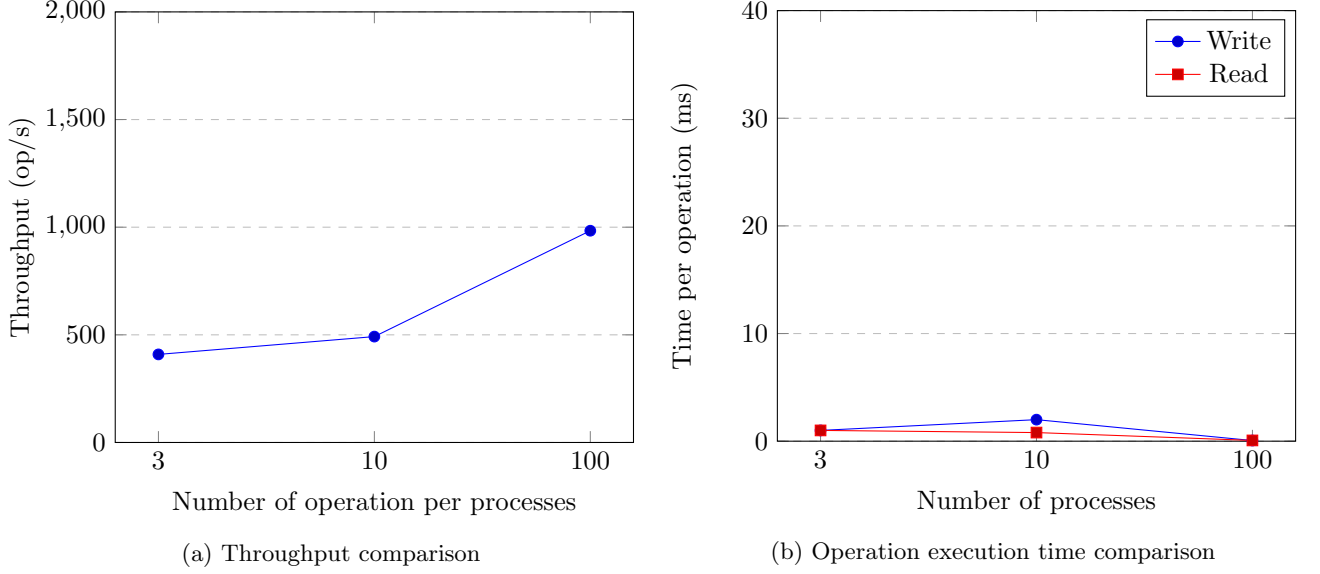 2,000
1,500
1,000
500
0
3 10 100
Throughput (op/s)
Number of operation per processes
(a) Throughput comparison
40
30
20
10
0
3 10 100
Time per operation (ms)
Number of processes
Write
Read
(b) Operation execution time comparison